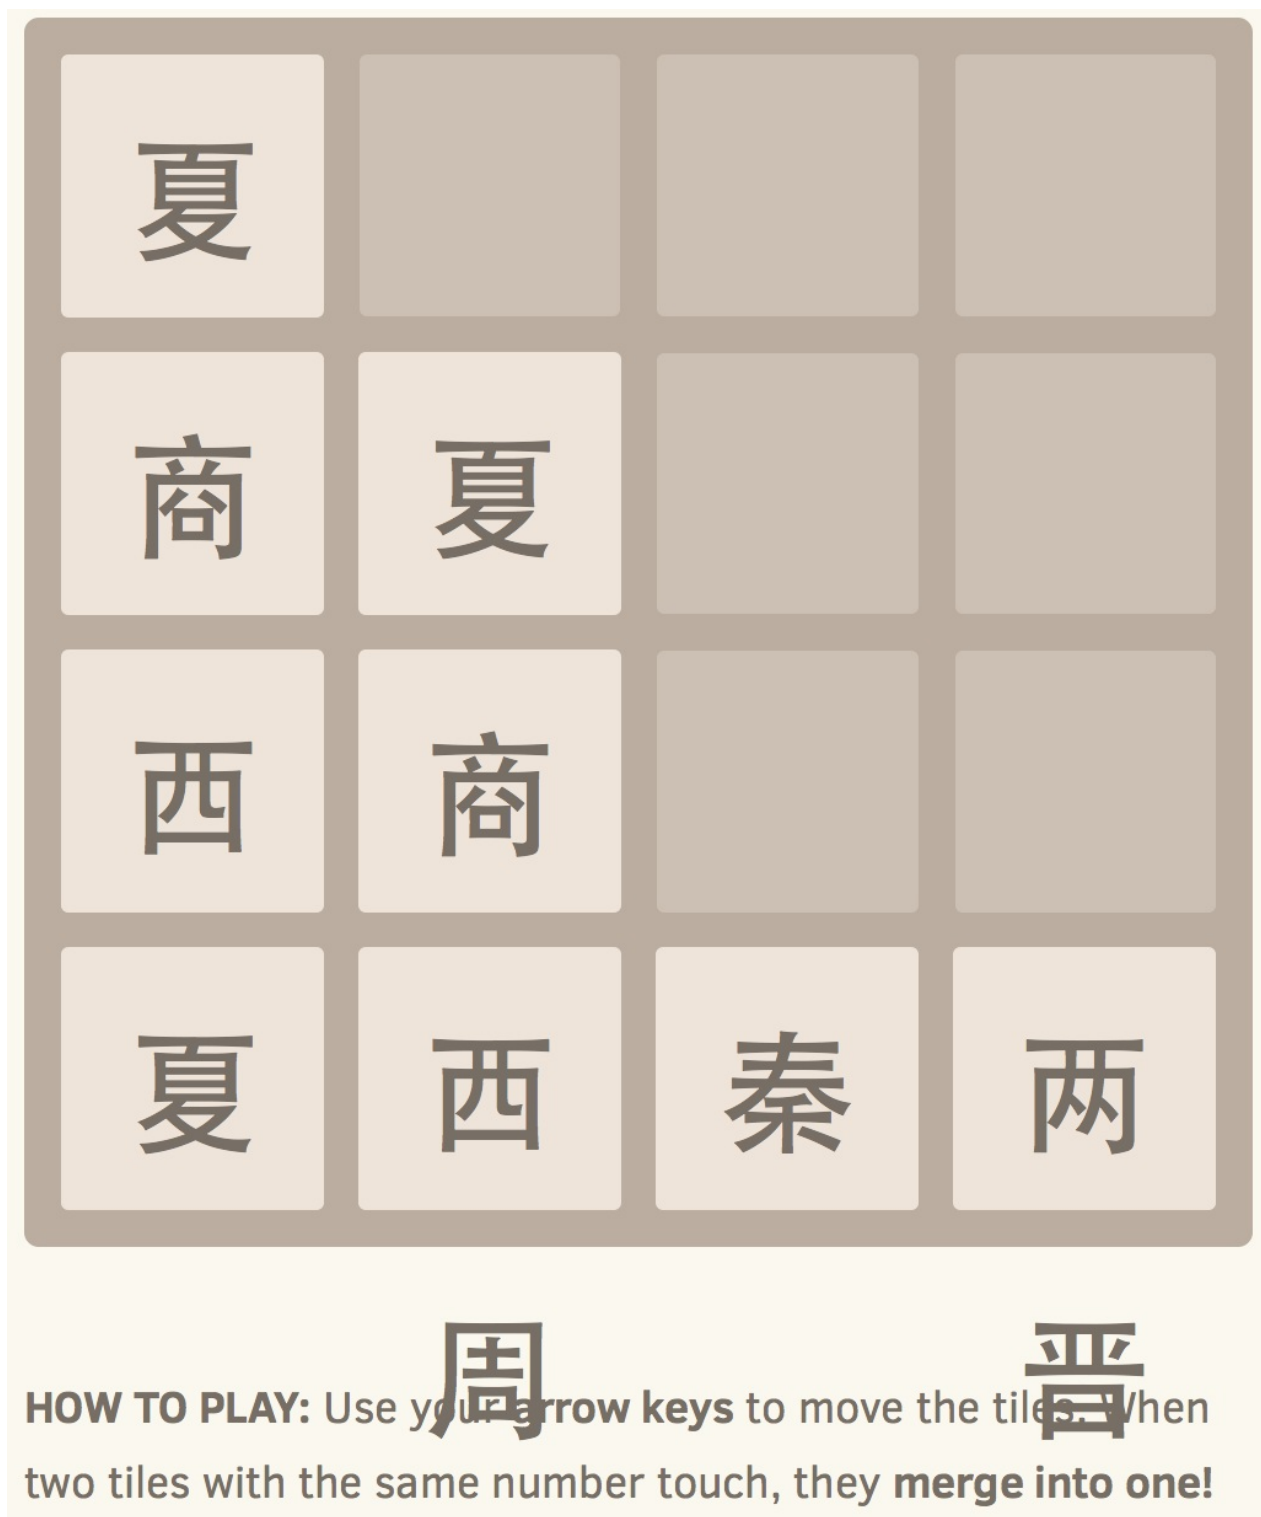 夏
商 夏
西 商
夏 西 秦 两
周 晋
HOW TO PLAY: Use your arrow keys to move the tiles. When
two tiles with the same number touch, they merge into one!